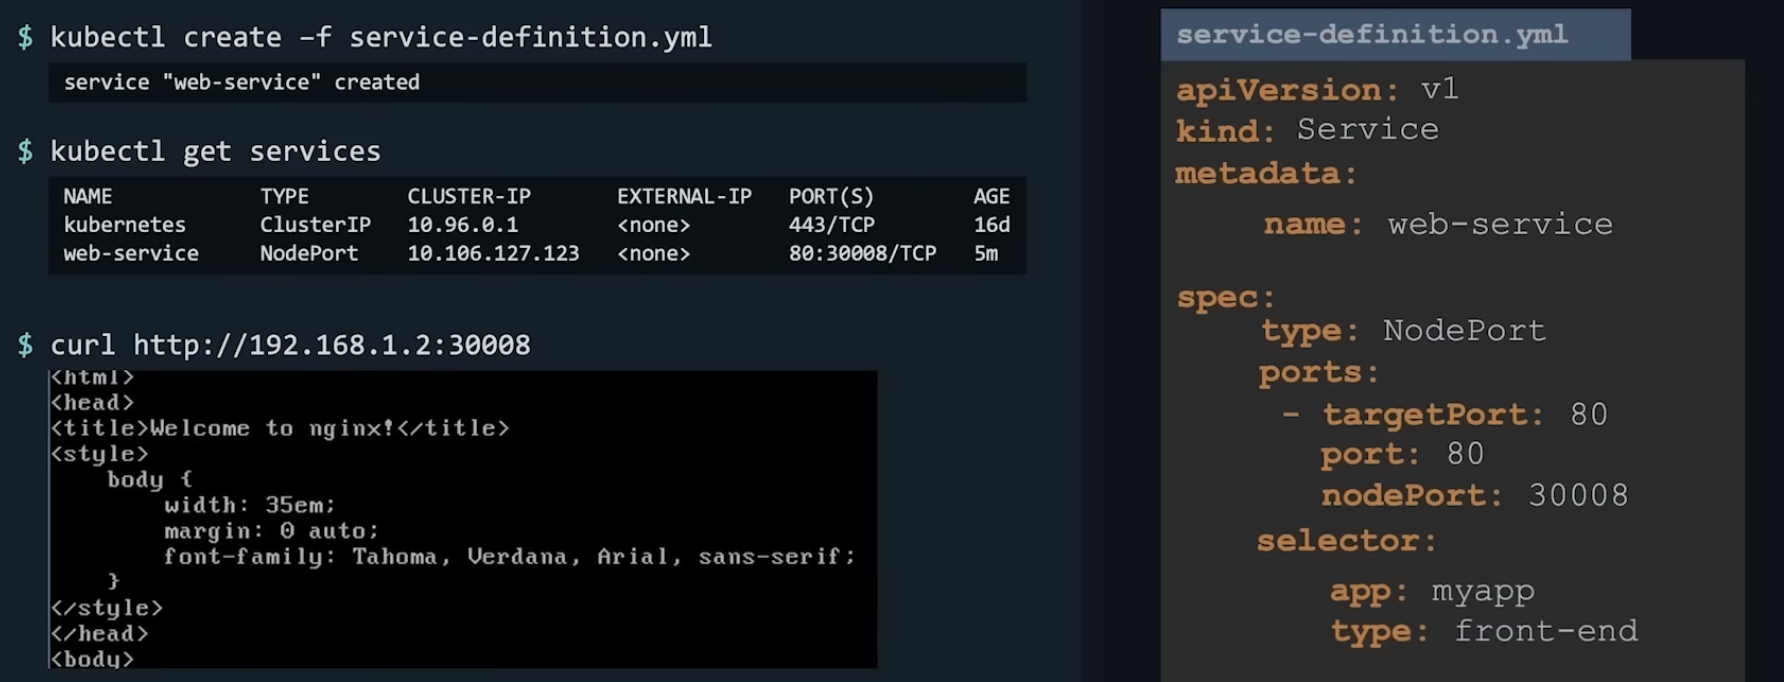 $ kubectl create –f service-definition.yml
service "web-service" created
$ kubectl get services
NAME TYPE CLUSTER-IP EXTERNAL-IP PORT(S) AGE
kubernetes ClusterIP 10.96.0.1 <none> 443/TCP 16d
web-service NodePort 10.106.127.123 <none> 80:30008/TCP 5m
$ curl http://192.168.1.2:30008
<html>
<head>
<title>Welcome to nginx!</title>
<style>
    body {
        width: 35em;
        margin: 0 auto;
        font-family: Tahoma, Verdana, Arial, sans-serif;
    }
</style>
</head>
<body>
service-definition.yml
apiVersion: v1
kind: Service
metadata:
    name: web-service
spec:
    type: NodePort
    ports:
     - targetPort: 80
       port: 80
       nodePort: 30008
    selector:
       app: myapp
       type: front-end